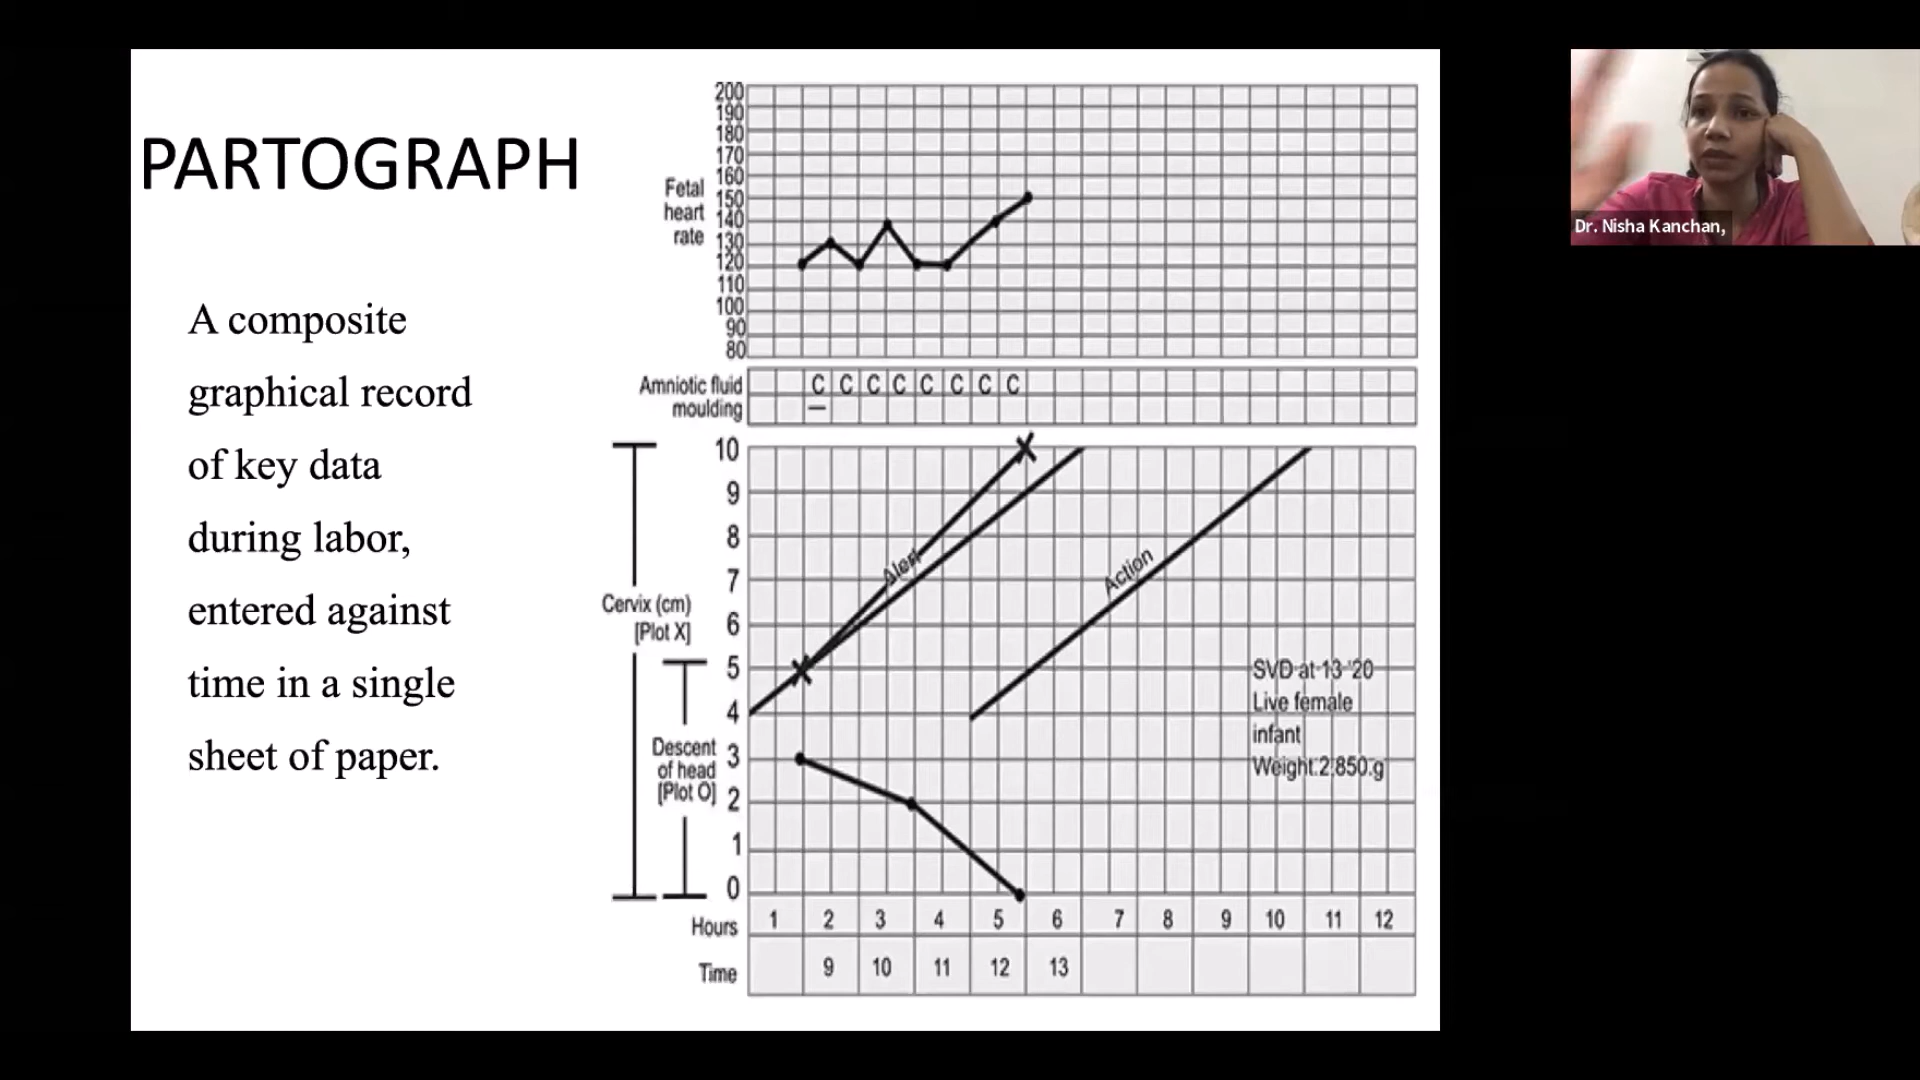 PARTOGRAPH
A composite
graphical record
of key data
during labor,
entered against
time in a single
sheet of paper.
200
190
180
170
160
150
140
130
120
110
100
90
80
Fetal
heart
rate
Amniotic fluid
moulding
C C C C C C C C
10
9
8
7
6
5
4
3
2
1
0
Cervix (cm)
[Plot X]
Descent
of head
[Plot O]
Alert
Action
SVD at 13 '20
Live female
infant
Weight.2,850.g
Hours 1 2 3 4 5 6 7 8 9 10 11 12
Time 9 10 11 12 13
Dr. Nisha Kanchan,